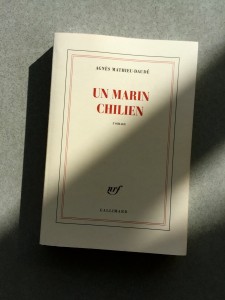 AGNÈS MATHIEU-DAUDÉ
UN MARIN
CHILIEN
roman
nrf
GALLIMARD